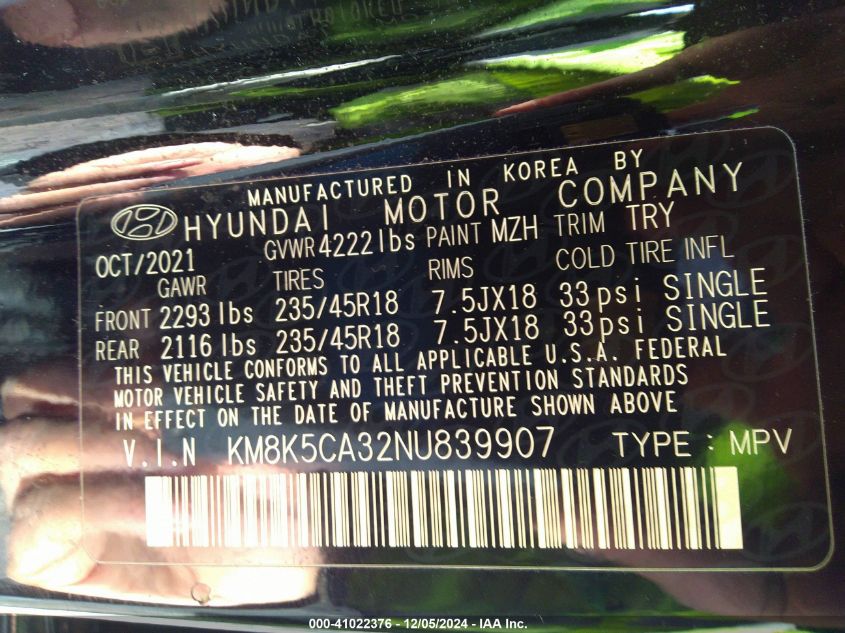 MANUFACTURED IN KOREA BY
HYUNDAI MOTOR COMPANY
OCT/2021 GVWR 4222lbs PAINT MZH TRIM TRY
GAWR TIRES RIMS COLD TIRE INFL
FRONT 2293 lbs 235/45R18 7.5JX18 33psi SINGLE
REAR 2116 lbs 235/45R18 7.5JX18 33psi SINGLE
THIS VEHICLE CONFORMS TO ALL APPLICABLE U.S.A. FEDERAL
MOTOR VEHICLE SAFETY AND THEFT PREVENTION STANDARDS
IN EFFECT ON THE DATE OF MANUFACTURE SHOWN ABOVE
V.I.N KM8K5CA32NU839907 TYPE : MPV
000-41022376 - 12/05/2024 - IAA Inc.